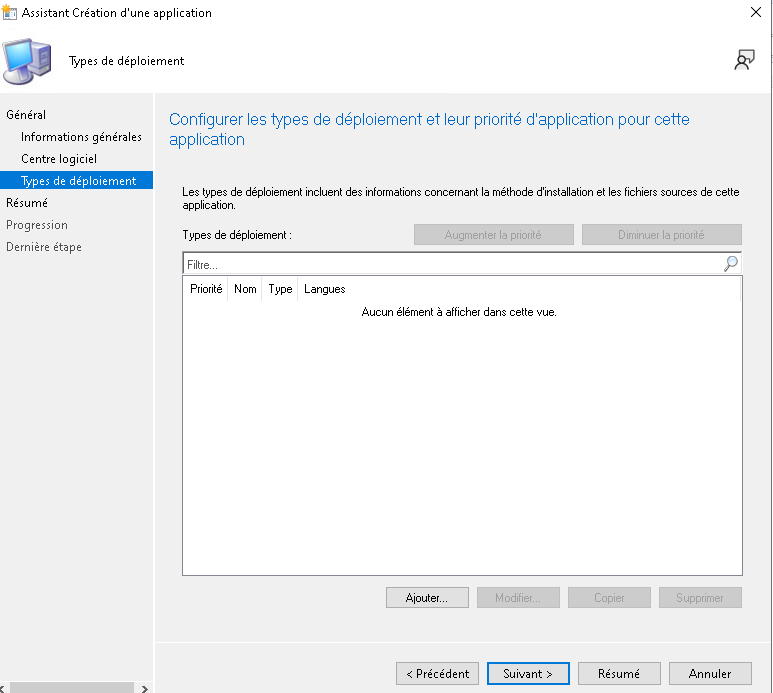 Assistant Création d'une application
Types de déploiement
Général
Informations générales
Centre logiciel
Types de déploiement
Résumé
Progression
Dernière étape
Configurer les types de déploiement et leur priorité d'application pour cette
application
Les types de déploiement incluent des informations concernant la méthode d'installation et les fichiers sources de cette
application.
Types de déploiement :
Augmenter la priorité
Diminuer la priorité
Filtre...
Priorité Nom Type Langues
Aucun élément à afficher dans cette vue.
Ajouter... Modifier... Copier Supprimer
< Précédent Suivant > Résumé Annuler